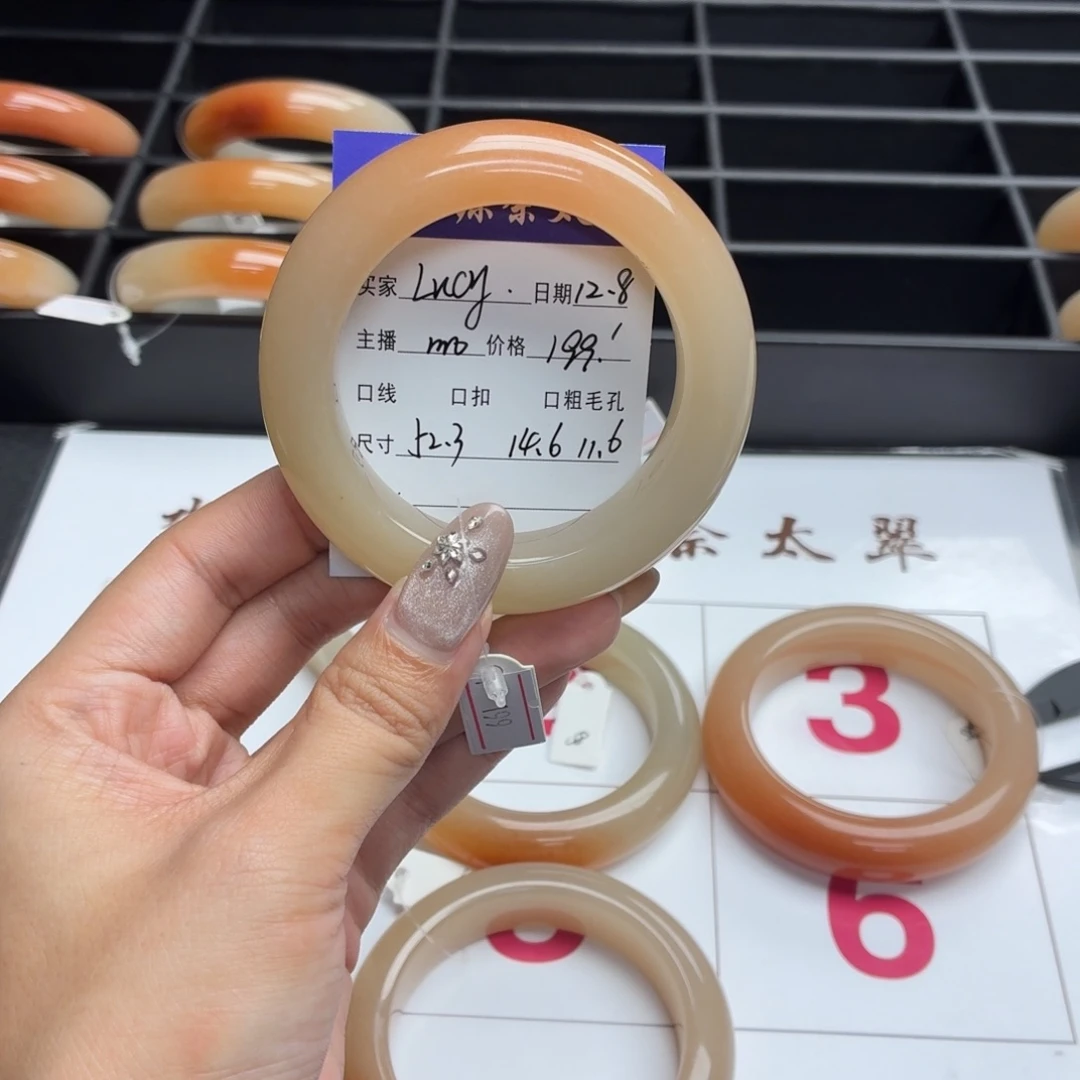 买家 Lucy. 日期 12-8
主播 mo 价格 199.
口线 口扣 口粗毛孔
尺寸 52.3 14.6 11.6
余太翠
199
3
6